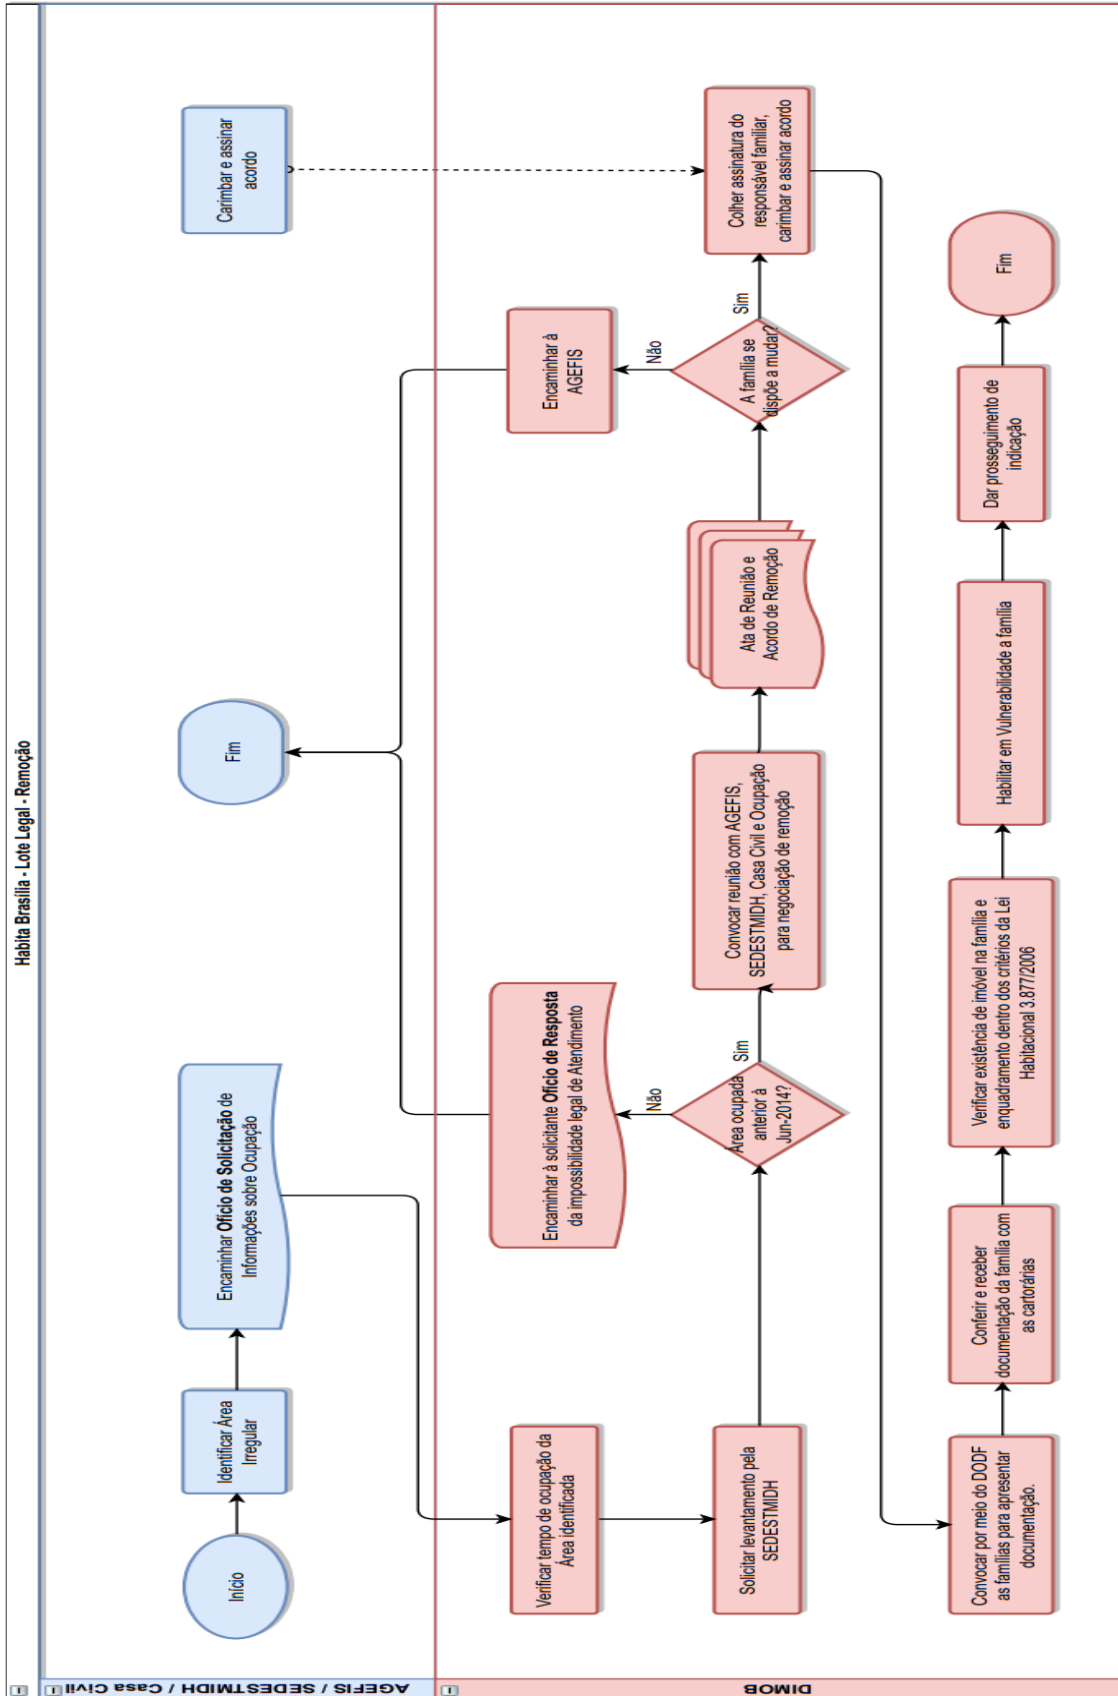 Habita Brasília - Lote Legal - Remoção
AGEFIS / SEDESTMIDH / Casa Civil
Início
Identificar Área
Irregular
Encaminhar Ofício de Solicitação de
Informações sobre Ocupação
Fim
Carimbar e assinar
acordo
DIMOB
Verificar tempo de ocupação da
Área identificada
Solicitar levantamento pela
SEDESTMIDH
Área ocupada
anterior à
Jun-2014?
Não
Sim
Encaminhar à solicitante Ofício de Resposta
da impossibilidade legal de Atendimento
Convocar reunião com AGEFIS,
SEDESTMIDH, Casa Civil e Ocupação
para negociação de remoção
Ata de Reunião e
Acordo de Remoção
A família se
dispõe a mudar?
Não
Sim
Encaminhar à
AGEFIS
Colher assinatura do
responsável familiar,
carimbar e assinar acordo
Convocar por meio do DODF
as famílias para apresentar
documentação.
Conferir e receber
documentação da família com
as cartorárias
Verificar existência de imóvel na família e
enquadramento dentro dos critérios da Lei
Habitacional 3.877/2006
Habilitar em Vulnerabilidade a família
Dar prosseguimento de
indicação
Fim